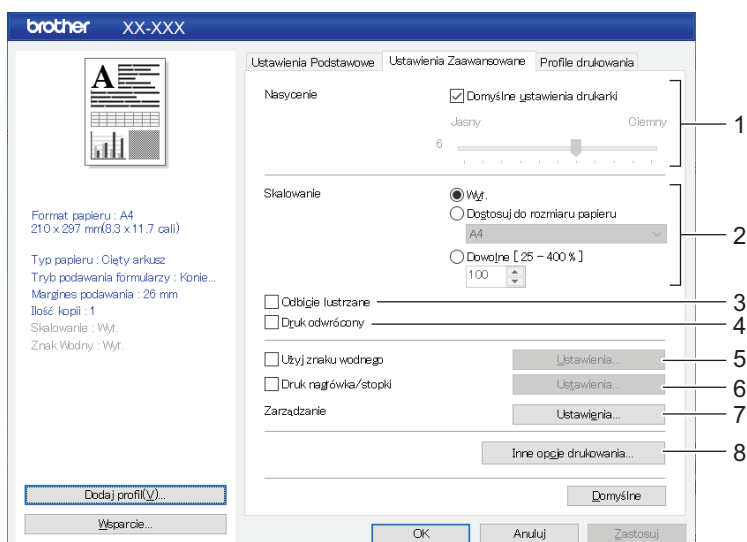 brother XX-XXX
A
Format papieru : A4
210 x 297 mm(8.3 x 11.7 cali)
Typ papieru : Cięty arkusz
Tryb podawania formularzy : Konie...
Margines podawania : 26 mm
Ilość kopii : 1
Skalowanie : Wył.
Znak Wodny : Wył.
Dodaj profil(V)...
Wsparcie...
Ustawienia Podstawowe
Ustawienia Zaawansowane
Profile drukowania
Nasycenie
Domyślne ustawienia drukarki
Jasny Ciemny
6
1
Skalowanie
Wył.
Dostosuj do rozmiaru papieru
A4
Dowolne [ 25 - 400 % ]
100
2
Odbicie lustrzane
3
Druk odwrócony
4
Użyj znaku wodnego
Ustawienia...
5
Druk nagłówka/stopki
Ustawienia...
6
Zarządzanie
Ustawienia...
7
Inne opcje drukowania...
8
Domyślne
OK
Anuluj
Zastosuj